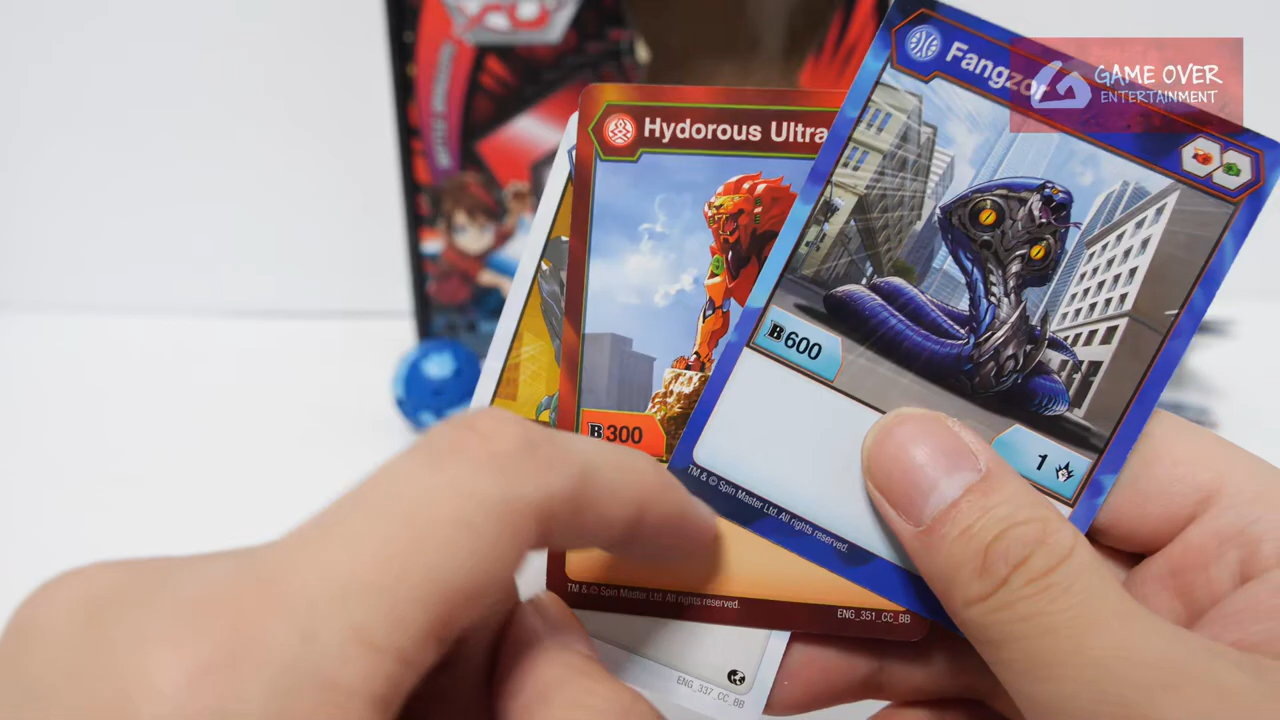 GAME OVER
ENTERTAINMENT
Fangzor
Hydorous Ultra
B600
B300
1
TM & © Spin Master Ltd. All rights reserved.
TM & © Spin Master Ltd. All rights reserved.
ENG_351_CC_BB
ENG_337_CC_BB